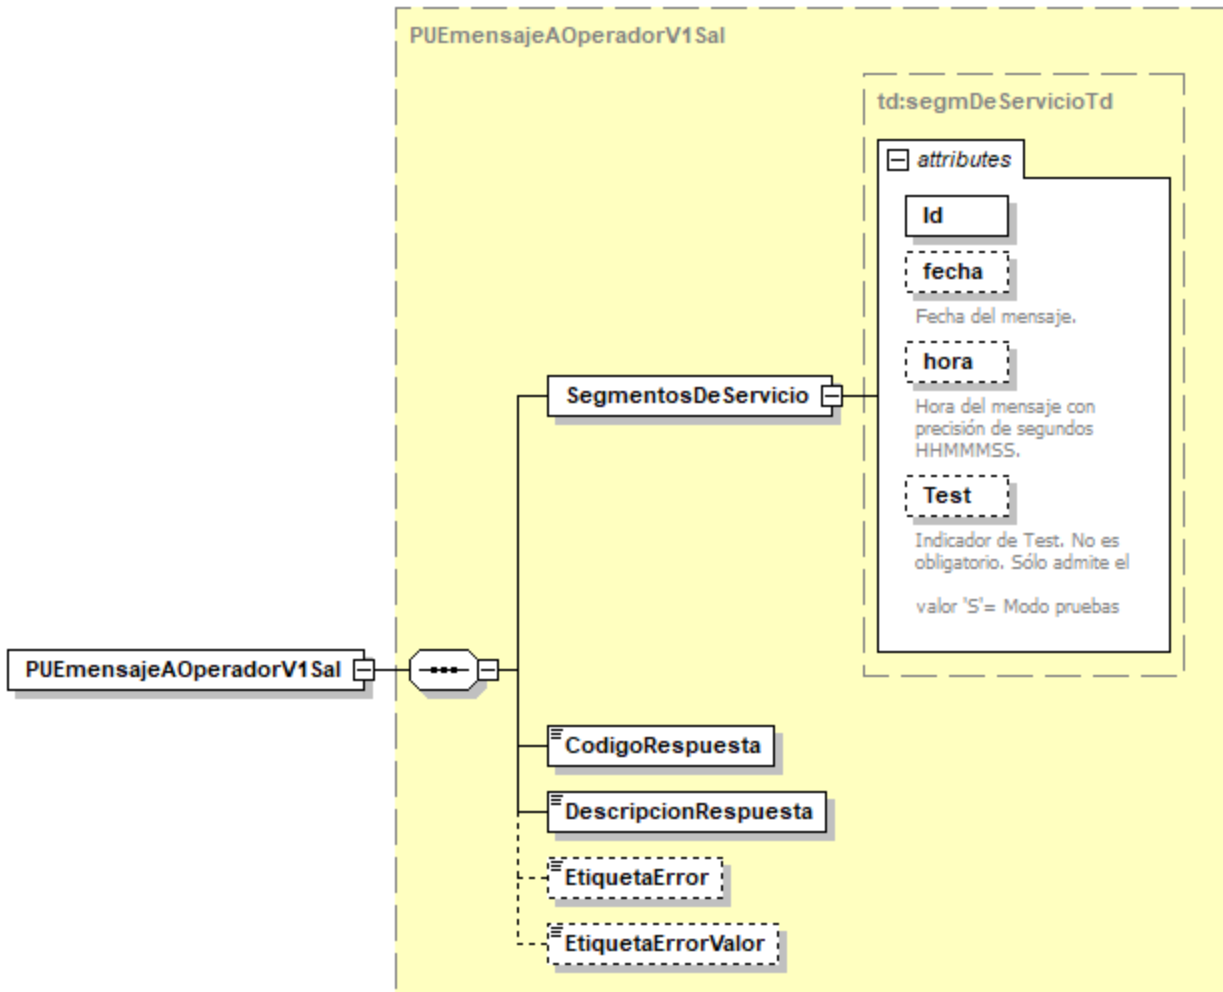 PUEmensajeAOperadorV1Sal
td:segmDeServicioTd
attributes
Id
fecha
Fecha del mensaje.
hora
Hora del mensaje con
precisión de segundos
HHMMMSS.
Test
Indicador de Test. No es
obligatorio. Sólo admite el
valor 'S'= Modo pruebas
SegmentosDeServicio
PUEmensajeAOperadorV1Sal
CodigoRespuesta
DescripcionRespuesta
EtiquetaError
EtiquetaErrorValor